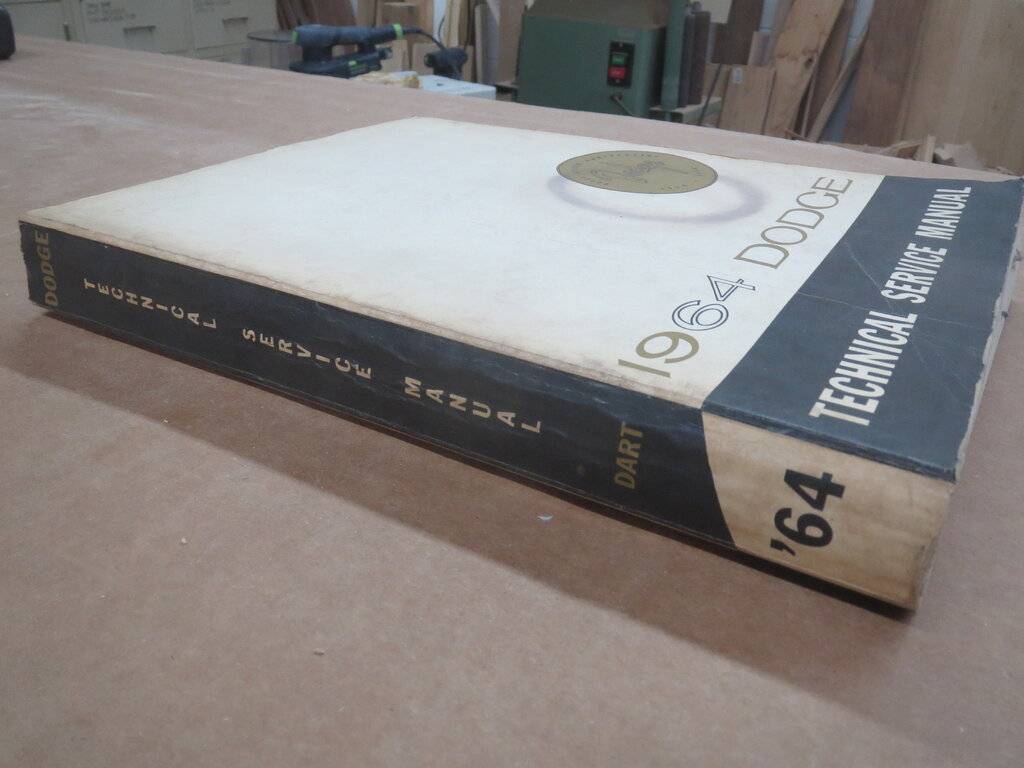 1964 DODGE
TECHNICAL SERVICE MANUAL
DODGE
TECHNICAL SERVICE MANUAL
DART
'64